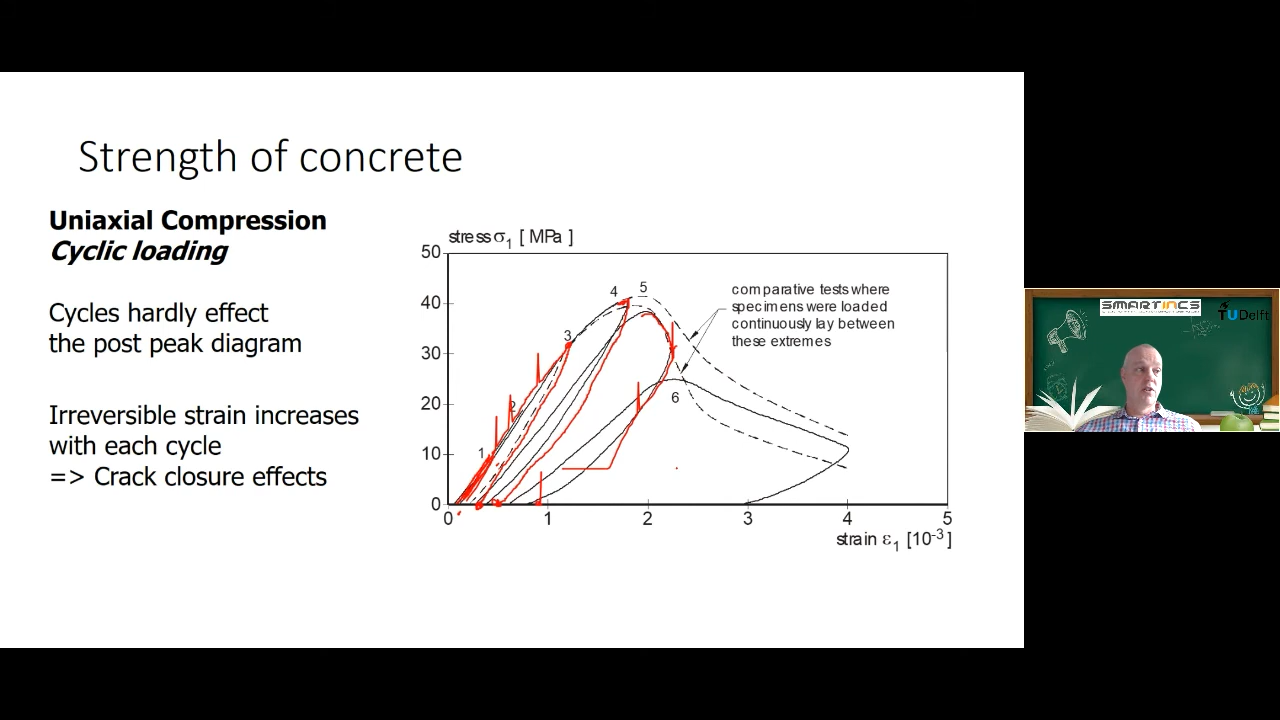 Strength of concrete
Uniaxial Compression
Cyclic loading
Cycles hardly effect
the post peak diagram
Irreversible strain increases
with each cycle
=> Crack closure effects
stress σ1 [ MPa ]
50
40
30
20
10
0
0 1 2 3 4 5
strain ε1 [10-3 ]
1
2
3
4
5
6
comparative tests where
specimens were loaded
continuously lay between
these extremes
SMARTINCS
TUDelft